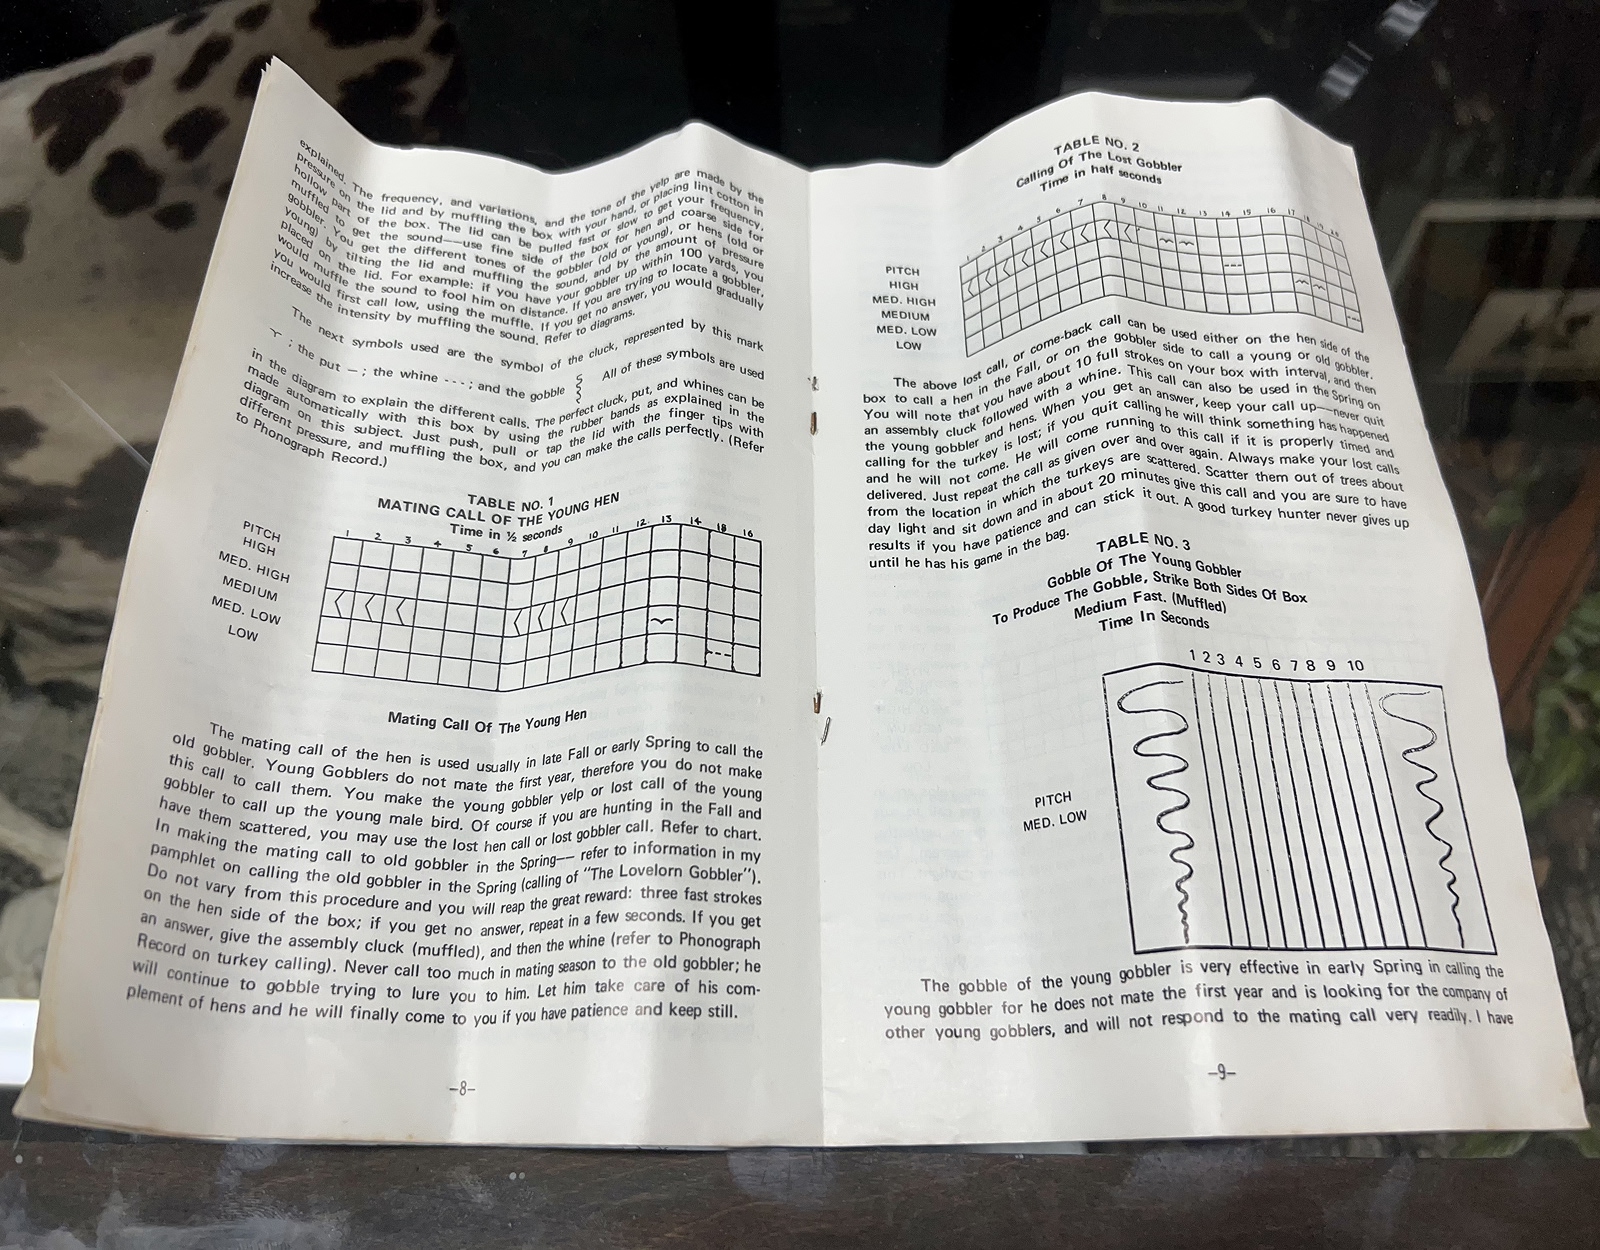 explained. The frequency, and variations, and the tone of the yelp are made by the
pressure on the lid and by muffling the box with your hand, or placing lint cotton in
hollow part of the box. The lid can be pulled fast or slow to get your frequency,
muffled to get the sound—use fine side of the box for hen and coarse side for
gobbler. You get the different tones of the gobbler (old or young), or hens (old or
young) by tilting the lid and muffling the sound, and by the amount of pressure
placed on the lid. For example: if you have your gobbler up within 100 yards, you
would muffle the sound to fool him on distance. If you are trying to locate a gobbler,
you would first call low, using the muffle. If you get no answer, you would gradually
increase the intensity by muffling the sound. Refer to diagrams.
The next symbols used are the symbol of the cluck, represented by this mark
; the put — ; the whine - - - ; and the gobble All of these symbols are used
in the diagram to explain the different calls. The perfect cluck, put, and whines can be
made automatically with this box by using the rubber bands as explained in the
diagram on this subject. Just push, pull or tap the lid with the finger tips with
different pressure, and muffling the box, and you can make the calls perfectly. (Refer
to Phonograph Record.)
TABLE NO. 1
MATING CALL OF THE YOUNG HEN
Time in ½ seconds
1 2 3 4 5 6 7 8 9 10 11 12 13 14 15 16
PITCH
HIGH
MED. HIGH
MEDIUM
MED. LOW
LOW
Mating Call Of The Young Hen
The mating call of the hen is used usually in late Fall or early Spring to call the
old gobbler. Young Gobblers do not mate the first year, therefore you do not make
this call to call them. You make the young gobbler yelp or lost call of the young
gobbler to call up the young male bird. Of course if you are hunting in the Fall and
have them scattered, you may use the lost hen call or lost gobbler call. Refer to chart.
In making the mating call to old gobbler in the Spring— refer to information in my
pamphlet on calling the old gobbler in the Spring (calling of "The Lovelorn Gobbler").
Do not vary from this procedure and you will reap the great reward: three fast strokes
on the hen side of the box; if you get no answer, repeat in a few seconds. If you get
an answer, give the assembly cluck (muffled), and then the whine (refer to Phonograph
Record on turkey calling). Never call too much in mating season to the old gobbler; he
will continue to gobble trying to lure you to him. Let him take care of his com-
plement of hens and he will finally come to you if you have patience and keep still.
—8—
TABLE NO. 2
Calling Of The Lost Gobbler
Time in half seconds
1 2 3 4 5 6 7 8 9 10 11 12 13 14 15 16 17 18 19 20
PITCH
HIGH
MED. HIGH
MEDIUM
MED. LOW
LOW
The above lost call, or come-back call can be used either on the hen side of the
box to call a hen in the Fall, or on the gobbler side to call a young or old gobbler.
You will note that you have about 10 full strokes on your box with interval, and then
an assembly cluck followed with a whine. This call can also be used in the Spring on
the young gobbler and hens. When you get an answer, keep your call up—never quit
calling for the turkey is lost; if you quit calling he will think something has happened
and he will not come. He will come running to this call if it is properly timed and
delivered. Just repeat the call as given over and over again. Always make your lost calls
from the location in which the turkeys are scattered. Scatter them out of trees about
day light and sit down and in about 20 minutes give this call and you are sure to have
results if you have patience and can stick it out. A good turkey hunter never gives up
until he has his game in the bag.
TABLE NO. 3
Gobble Of The Young Gobbler
To Produce The Gobble, Strike Both Sides Of Box
Medium Fast. (Muffled)
Time In Seconds
1 2 3 4 5 6 7 8 9 10
PITCH
MED. LOW
The gobble of the young gobbler is very effective in early Spring in calling the
young gobbler for he does not mate the first year and is looking for the company of
other young gobblers, and will not respond to the mating call very readily. I have
—9—